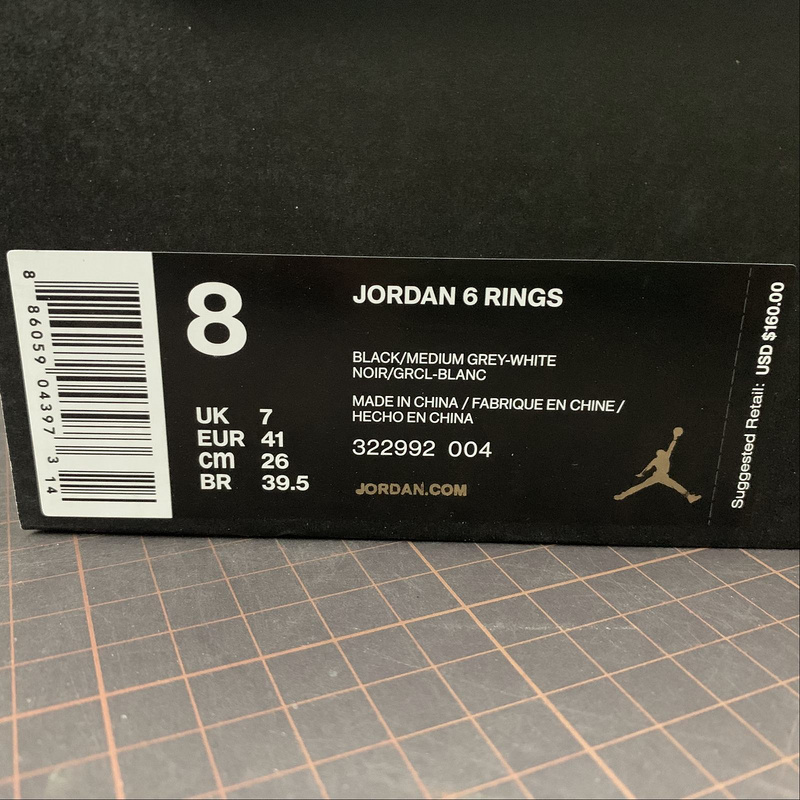 8 86059 04397 3 14
8
UK 7
EUR 41
cm 26
BR 39.5
JORDAN 6 RINGS
BLACK/MEDIUM GREY-WHITE
NOIR/GRCL-BLANC
MADE IN CHINA / FABRIQUE EN CHINE /
HECHO EN CHINA
322992 004
JORDAN.COM
Suggested Retail: USD $160.00